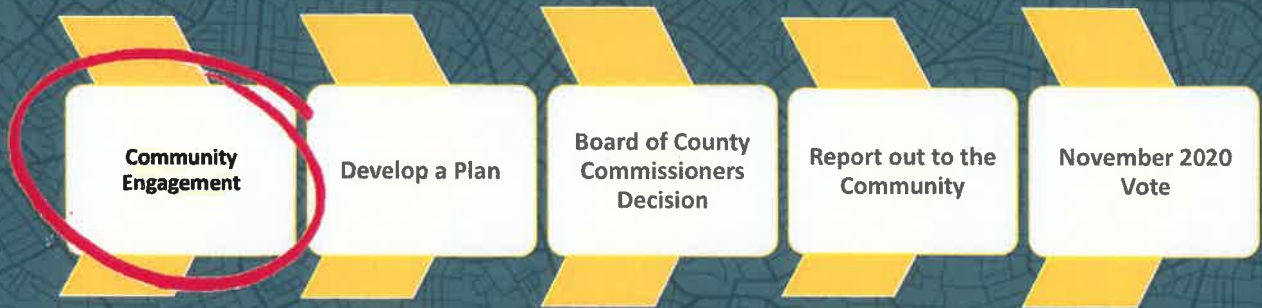 Community
Engagement
Develop a Plan
Board of County
Commissioners
Decision
Report out to the
Community
November 2020
Vote